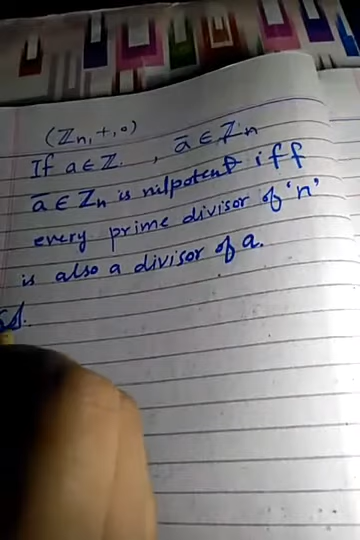 (ℤn, +, ∘)
If a ∈ ℤ. , a̅ ∈ ℤn
a̅ ∈ ℤn is nilpotent iff
every prime divisor of 'n'
is also a divisor of a.